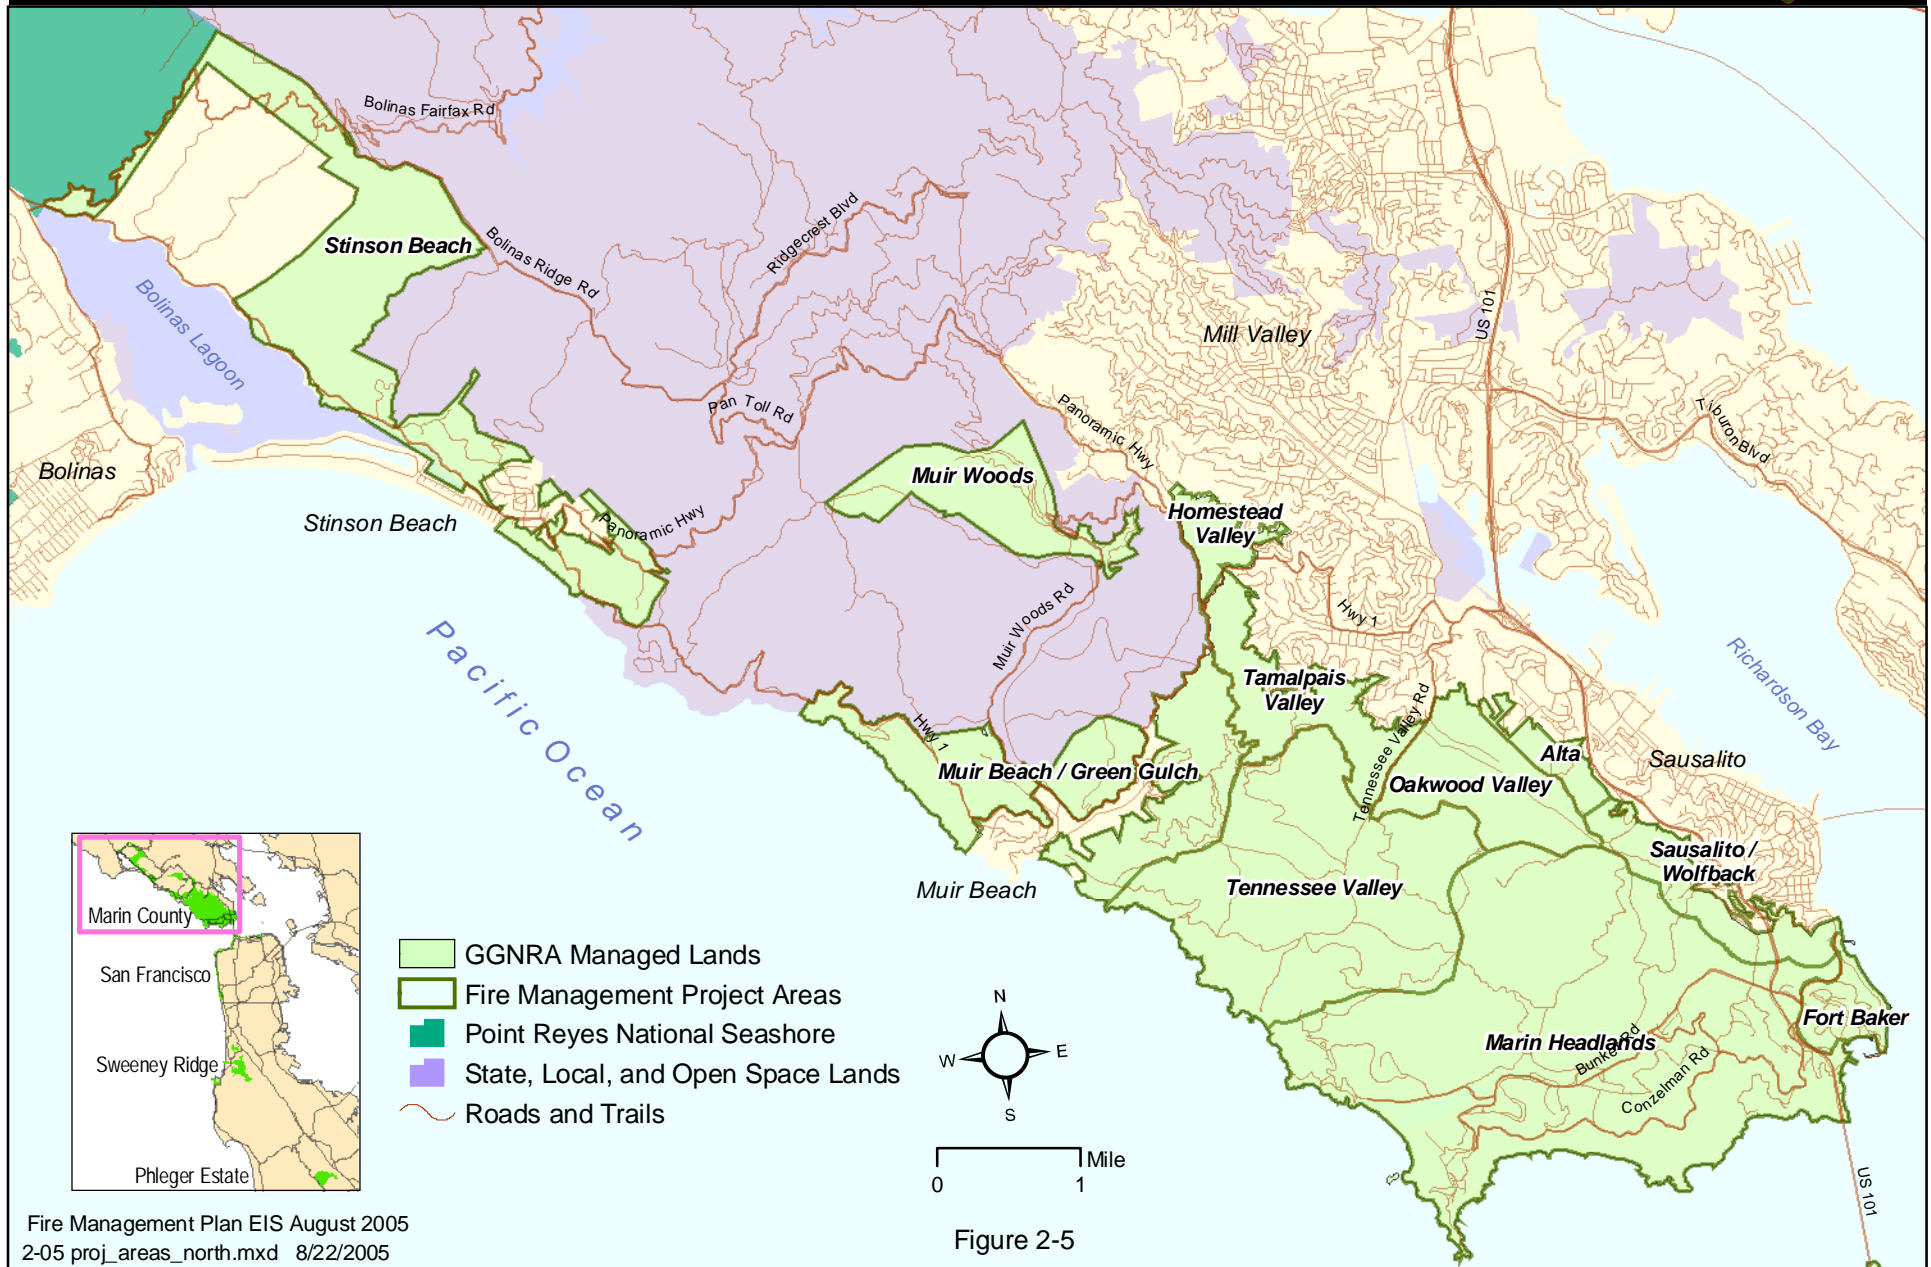 Bolinas Fairfax Rd
Ridgecrest Blvd
Stinson Beach
Bolinas Ridge Rd
Bolinas Lagoon
Mill Valley
US 101
Pan Toll Rd
Panoramic Hwy
Tiburon Blvd
Bolinas
Muir Woods
Stinson Beach
Panoramic Hwy
Homestead
Valley
Muir Woods Rd
Hwy 1
Pacific Ocean
Richardson Bay
Tamalpais
Valley
Tennessee Valley Rd
Hwy 1
Muir Beach / Green Gulch
Alta
Oakwood Valley
Sausalito
Sausalito /
Wolfback
Muir Beach
Tennessee Valley
Fort Baker
Marin Headlands
Bunker Rd
Conzelman Rd
US 101
Marin County
San Francisco
Sweeney Ridge
Phleger Estate
GGNRA Managed Lands
Fire Management Project Areas
Point Reyes National Seashore
State, Local, and Open Space Lands
Roads and Trails
N
W
E
S
Mile
0 1
Fire Management Plan EIS August 2005
2-05 proj_areas_north.mxd 8/22/2005
Figure 2-5